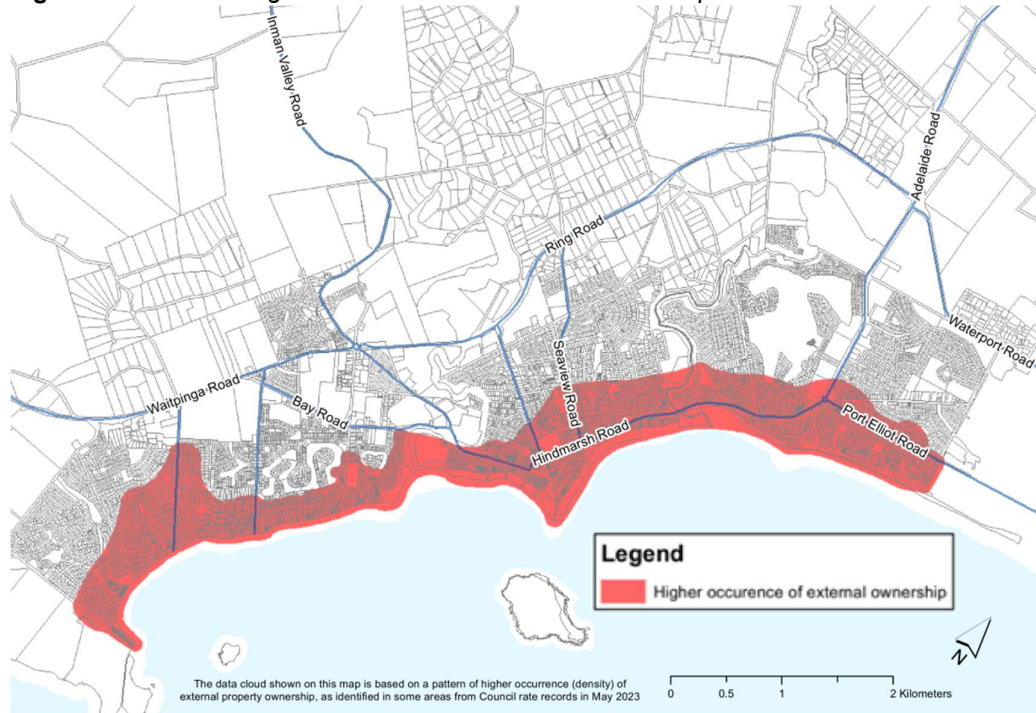 Inman Valley Road
Adelaide Road
Ring Road
Waterport Road
Seaview Road
Waitpinga Road
Bay Road
Port Elliot Road
Hindmarsh Road
Legend
Higher occurence of external ownership
N
The data cloud shown on this map is based on a pattern of higher occurrence (density) of
external property ownership, as identified in some areas from Council rate records in May 2023
0 0.5 1 2 Kilometers